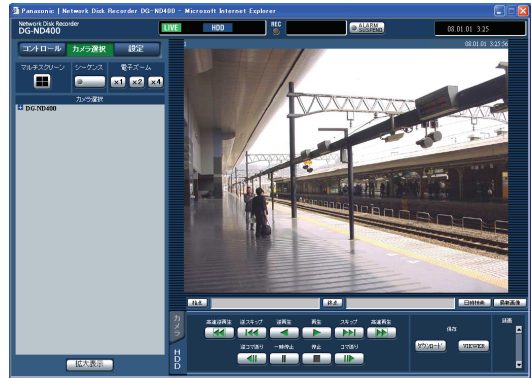 Panasonic | Network Disk Recorder DG-ND400 - Microsoft Internet Explorer
Network Disk Recorder
DG-ND400
LIVE HDD REC ALARM SUSPEND 08.01.01 3:25
コントロール カメラ選択 設定
08.01.01 3:25:56
マルチスクリーン シーケンス 電子ズーム
x1 x2 x4
カメラ選択
DG-ND400
開始 終了 日時検索 最新画像
カメラ
HDD
高速逆再生 逆スキップ 逆再生 再生 スキップ 高速再生
逆コマ送り 一時停止 停止 コマ送り
保存
ダウンロード VIEWER
録画
拡大表示